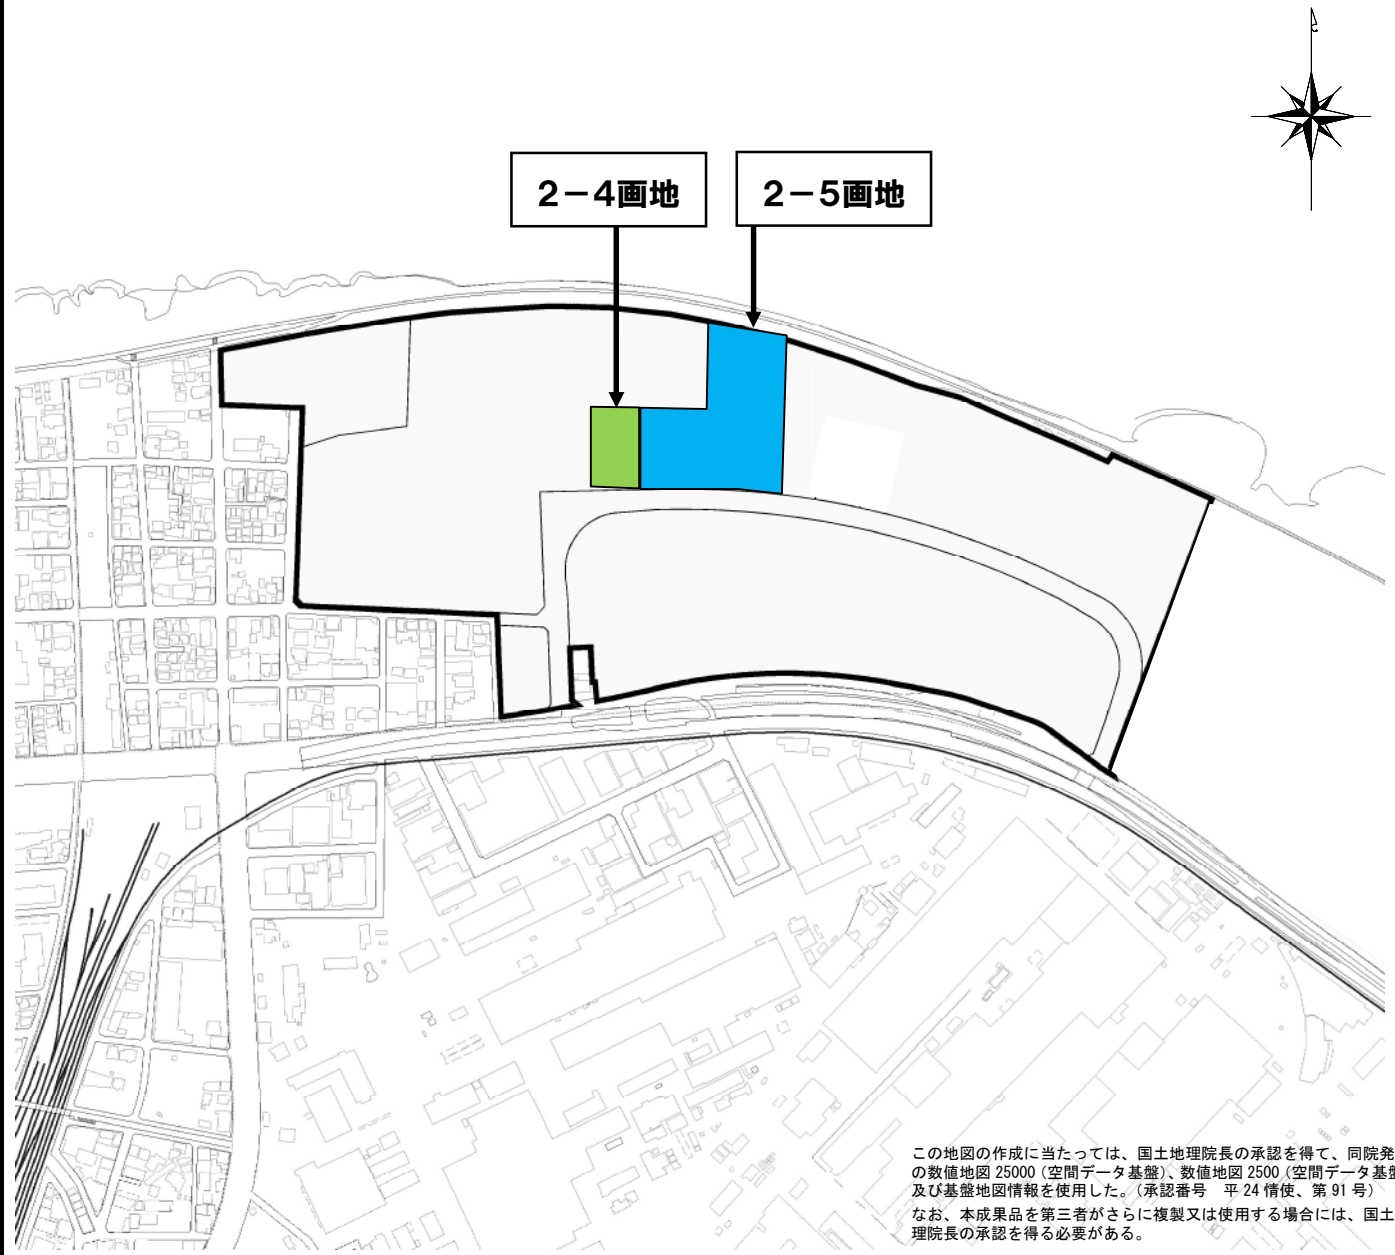 2－4画地
2－5画地
この地図の作成に当たっては、国土地理院長の承認を得て、同院発
の数値地図 25000（空間データ基盤）、数値地図 2500（空間データ基盤
及び基盤地図情報を使用した。（承認番号　平 24 情使、第 91 号）
なお、本成果品を第三者がさらに複製又は使用する場合には、国土
理院長の承認を得る必要がある。